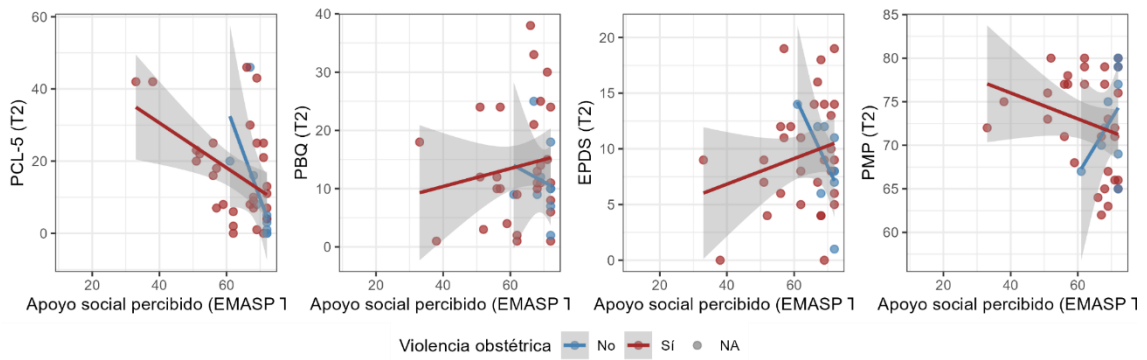 PCL-5 (T2)
60
40
20
0
20
40
60
Apoyo social percibido (EMASP T
PBQ (T2)
40
30
20
10
0
20
40
60
Apoyo social percibido (EMASP T
EPDS (T2)
20
15
10
5
0
20
40
60
Apoyo social percibido (EMASP T
PMP (T2)
85
80
75
70
65
60
20
40
60
Apoyo social percibido (EMASP T
Violencia obstétrica
No
Sí
NA